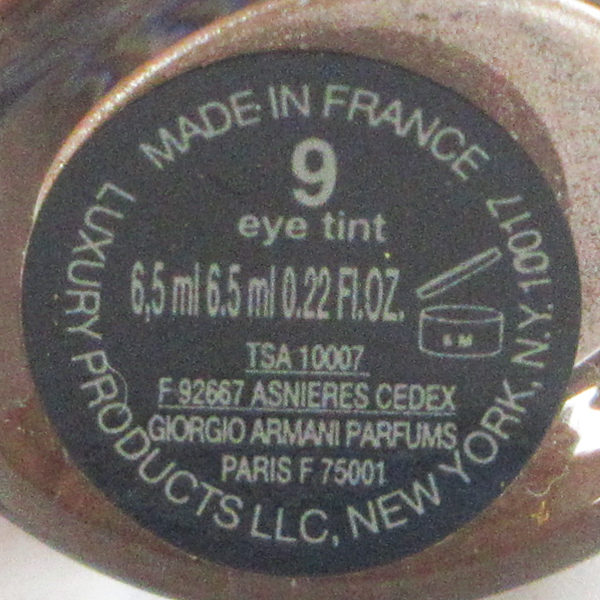 MADE IN FRANCE
9
eye tint
6,5 ml 6.5 ml 0.22 Fl.OZ.
6 M
TSA 10007
F 92667 ASNIERES CEDEX
GIORGIO ARMANI PARFUMS
PARIS F 75001
LUXURY PRODUCTS LLC, NEW YORK, N.Y. 10017